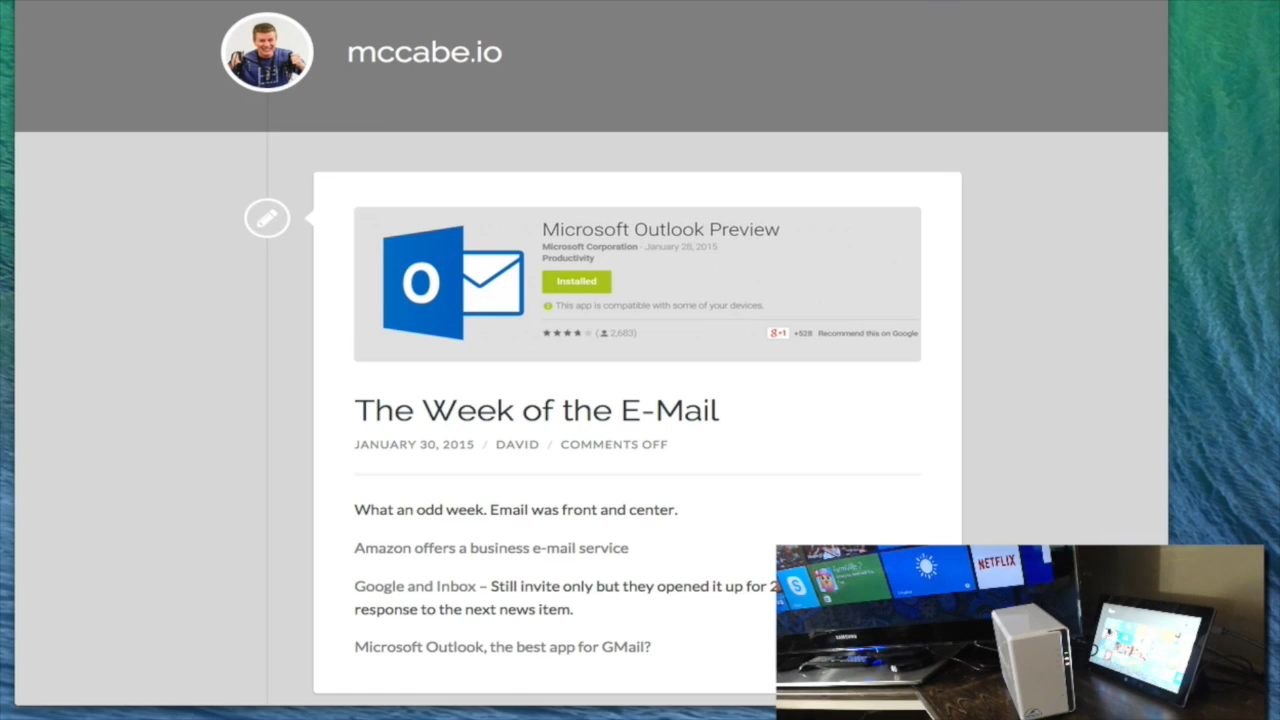 mccabe.io
Microsoft Outlook Preview
Microsoft Corporation - January 28, 2015
Productivity
Installed
This app is compatible with some of your devices.
(2,683)
g+1 +528 Recommend this on Google
The Week of the E-Mail
JANUARY 30, 2015 / DAVID / COMMENTS OFF
What an odd week. Email was front and center.
Amazon offers a business e-mail service
Google and Inbox – Still invite only but they opened it up for 2
response to the next news item.
Microsoft Outlook, the best app for GMail?
NETFLIX
SAMSUNG